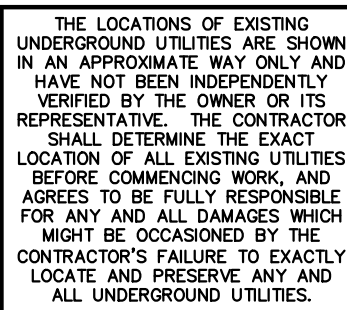 THE LOCATIONS OF EXISTING
UNDERGROUND UTILITIES ARE SHOWN
IN AN APPROXIMATE WAY ONLY AND
HAVE NOT BEEN INDEPENDENTLY
VERIFIED BY THE OWNER OR ITS
REPRESENTATIVE. THE CONTRACTOR
SHALL DETERMINE THE EXACT
LOCATION OF ALL EXISTING UTILITIES
BEFORE COMMENCING WORK, AND
AGREES TO BE FULLY RESPONSIBLE
FOR ANY AND ALL DAMAGES WHICH
MIGHT BE OCCASIONED BY THE
CONTRACTOR'S FAILURE TO EXACTLY
LOCATE AND PRESERVE ANY AND
ALL UNDERGROUND UTILITIES.